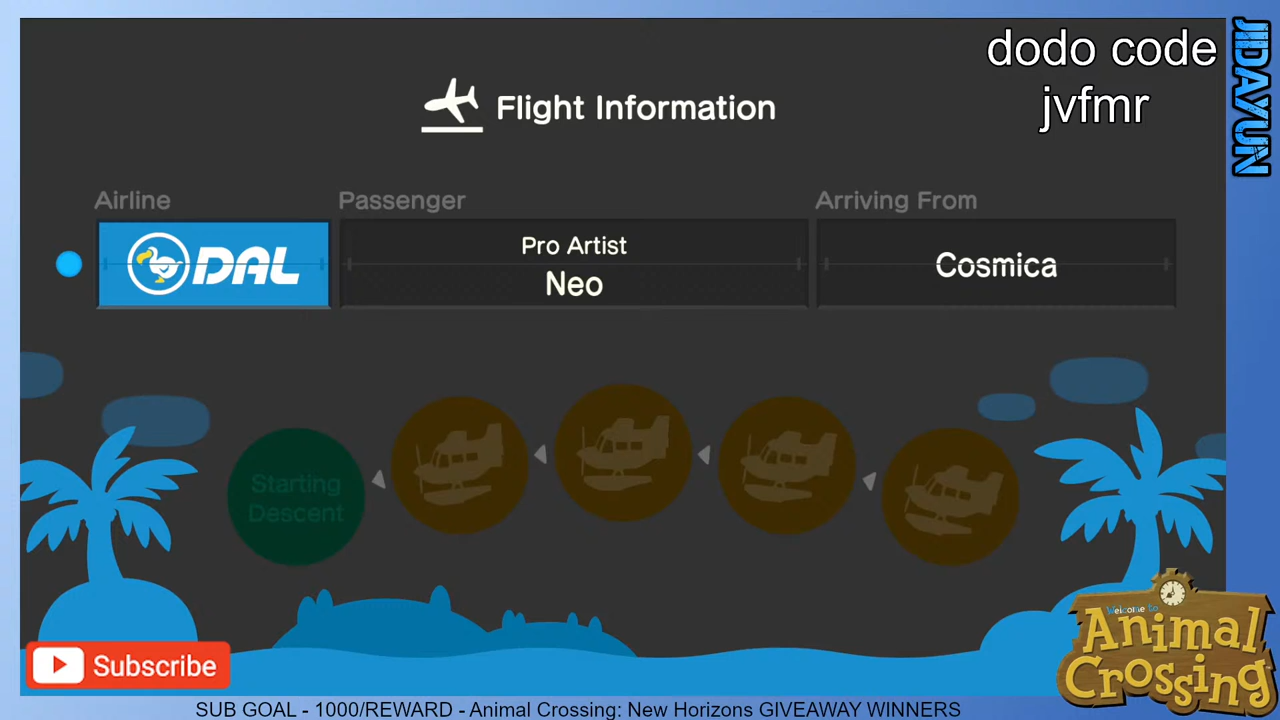 dodo code
jvfmr
JIDAVUN
Flight Information
Airline
Passenger
Arriving From
DAL
Pro Artist
Neo
Cosmica
Starting
Descent
Welcome to
Animal
Crossing
Subscribe
SUB GOAL - 1000/REWARD - Animal Crossing: New Horizons GIVEAWAY WINNERS